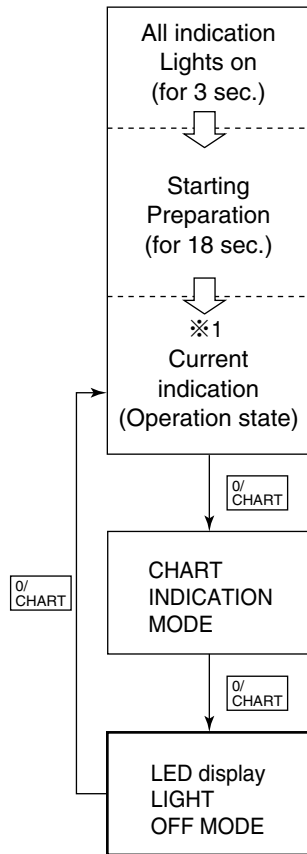 All indication
Lights on
(for 3 sec.)
Starting
Preparation
(for 18 sec.)
※1
Current
indication
(Operation state)
0/
CHART
CHART
INDICATION
MODE
0/
CHART
0/
CHART
LED display
LIGHT
OFF MODE